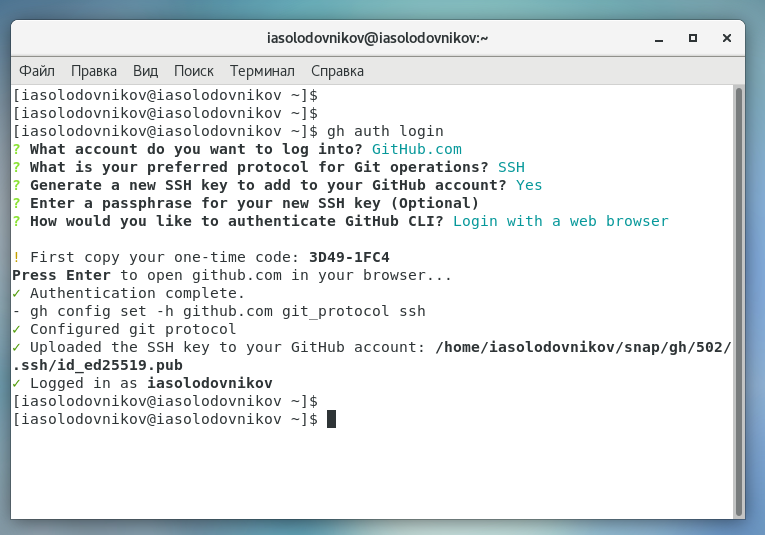 iasolodovnikov@iasolodovnikov:~
Файл Правка Вид Поиск Терминал Справка
[iasolodovnikov@iasolodovnikov ~]$
[iasolodovnikov@iasolodovnikov ~]$
[iasolodovnikov@iasolodovnikov ~]$ gh auth login
? What account do you want to log into? GitHub.com
? What is your preferred protocol for Git operations? SSH
? Generate a new SSH key to add to your GitHub account? Yes
? Enter a passphrase for your new SSH key (Optional)
? How would you like to authenticate GitHub CLI? Login with a web browser
! First copy your one-time code: 3D49-1FC4
Press Enter to open github.com in your browser...
✓ Authentication complete.
- gh config set -h github.com git_protocol ssh
✓ Configured git protocol
✓ Uploaded the SSH key to your GitHub account: /home/iasolodovnikov/snap/gh/502/
.ssh/id_ed25519.pub
✓ Logged in as iasolodovnikov
[iasolodovnikov@iasolodovnikov ~]$
[iasolodovnikov@iasolodovnikov ~]$